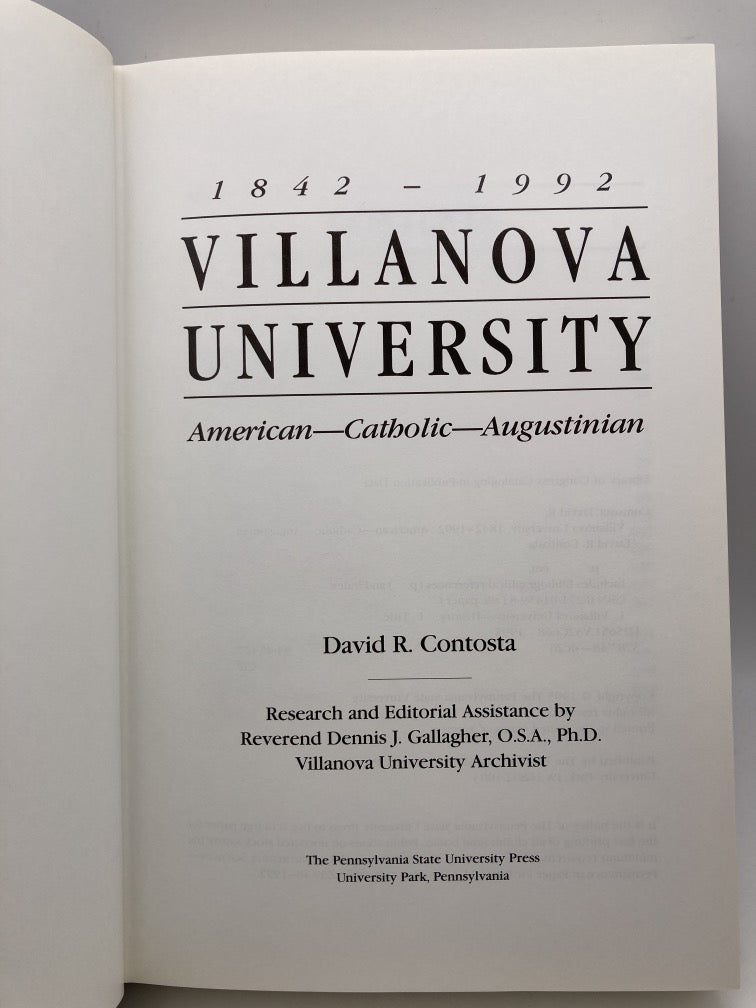 1842 – 1992
VILLANOVA
UNIVERSITY
American—Catholic—Augustinian
David R. Contosta
Research and Editorial Assistance by
Reverend Dennis J. Gallagher, O.S.A., Ph.D.
Villanova University Archivist
The Pennsylvania State University Press
University Park, Pennsylvania